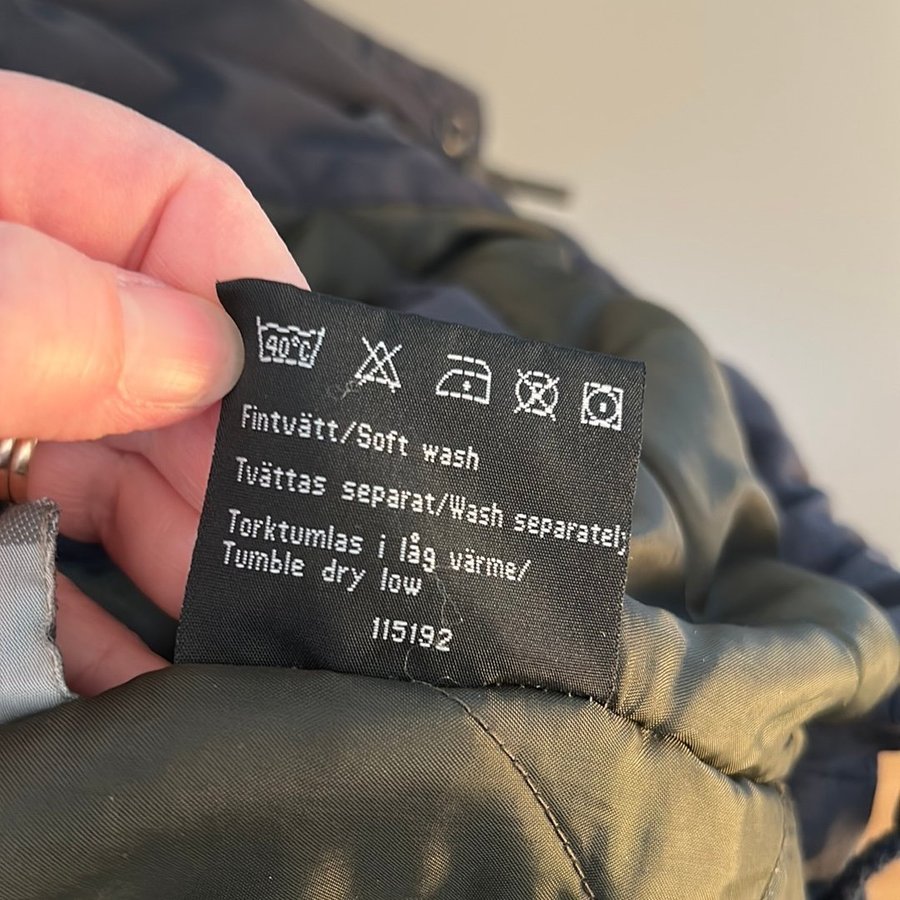 40°C
Fintvätt/Soft wash
Tvättas separat/Wash separately
Torktumlas i låg värme/
Tumble dry low
115192